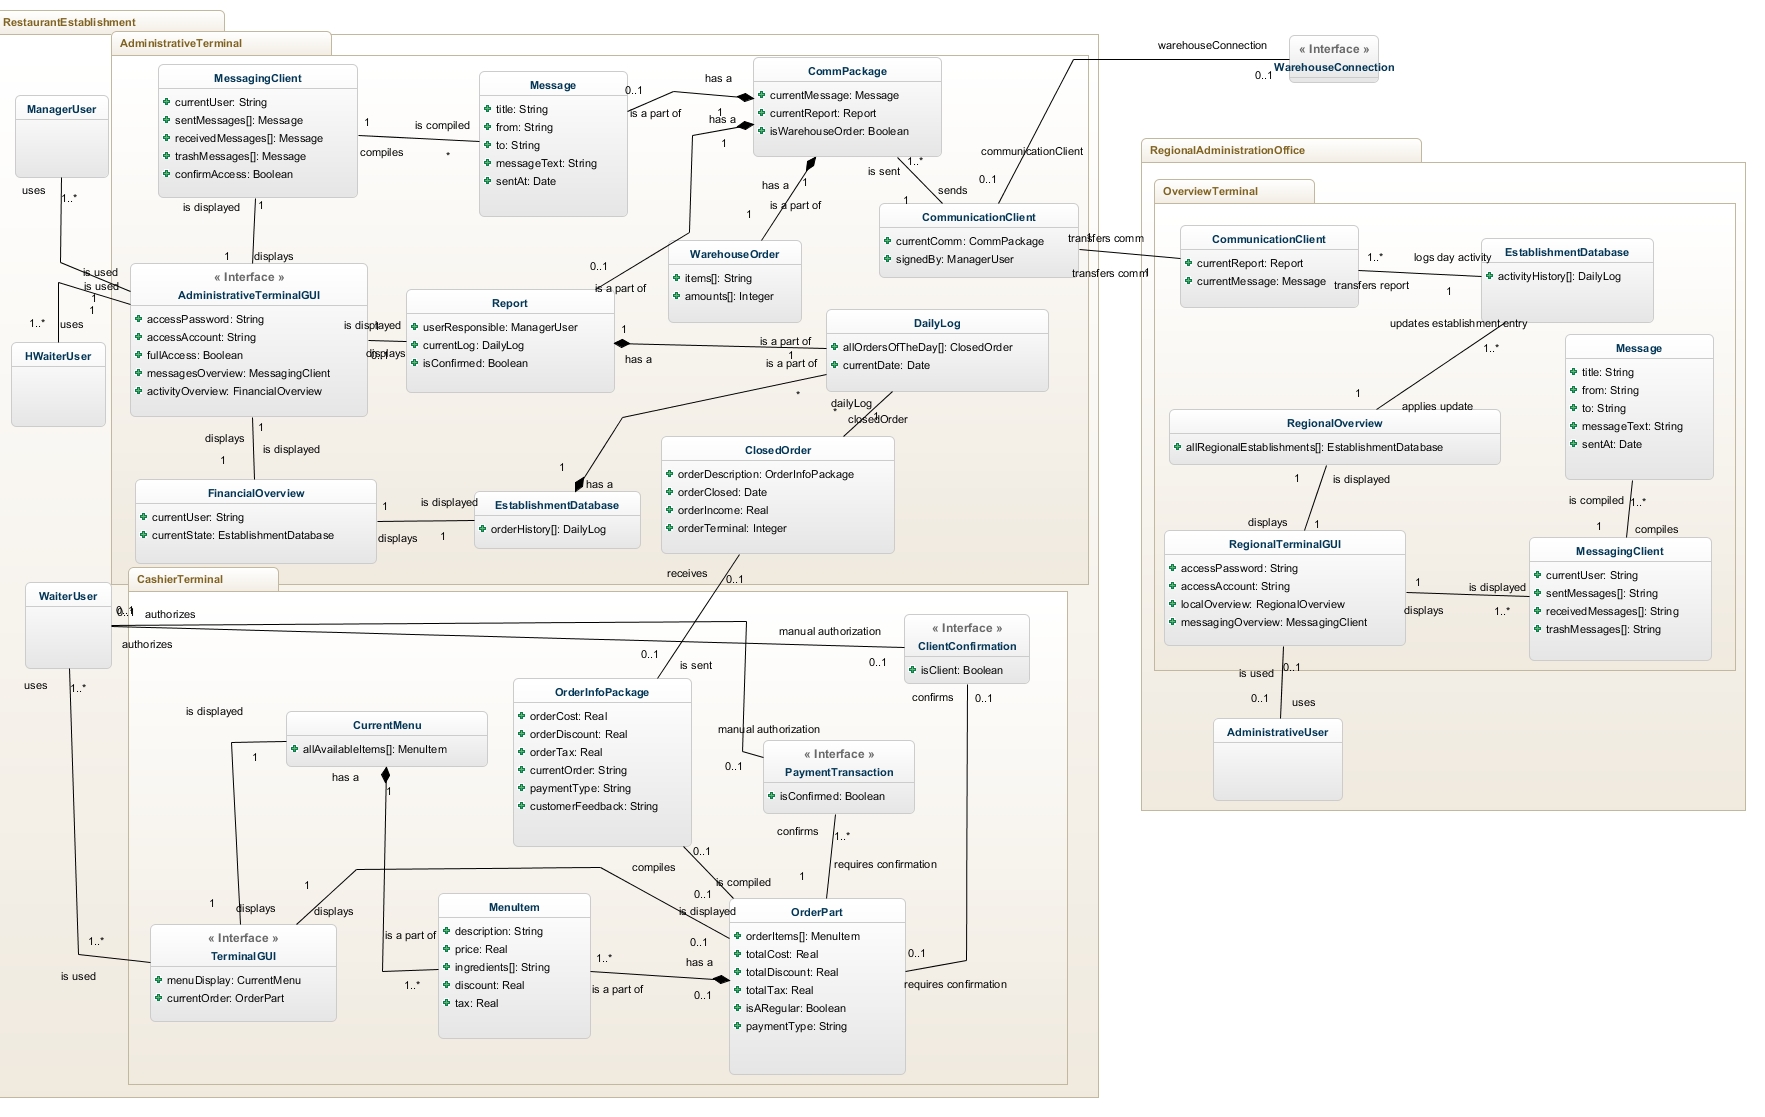 RestaurantEstablishment
AdministrativeTerminal
MessagingClient
currentUser: String
sentMessages[]: Message
receivedMessages[]: Message
trashMessages[]: Message
confirmAccess: Boolean
1
is compiled
compiles
*
Message
title: String
from: String
to: String
messageText: String
sentAt: Date
0..1
has a
is a part of
1
has a
1
CommPackage
currentMessage: Message
currentReport: Report
isWarehouseOrder: Boolean
warehouseConnection
0..1
« Interface »
WarehouseConnection
ManagerUser
uses
1..*
is displayed
1
1
displays
has a
1
is a part of
1
1..*
is sent
sends
1
communicationClient
0..1
CommunicationClient
currentComm: CommPackage
signedBy: ManagerUser
transfers comm
1
transfers comm
1
WarehouseOrder
items[]: String
amounts[]: Integer
0..1
is a part of
is used
is used
1
1
1..*
uses
HWaiterUser
« Interface »
AdministrativeTerminalGUI
accessPassword: String
accessAccount: String
fullAccess: Boolean
messagesOverview: MessagingClient
activityOverview: FinancialOverview
is displayed
1
displays
0..1
Report
userResponsible: ManagerUser
currentLog: DailyLog
isConfirmed: Boolean
1
has a
is a part of
1
is a part of
*
DailyLog
allOrdersOfTheDay[]: ClosedOrder
currentDate: Date
dailyLog
*
1
closedOrder
displays
1
is displayed
1
1
has a
ClosedOrder
orderDescription: OrderInfoPackage
orderClosed: Date
orderIncome: Real
orderTerminal: Integer
FinancialOverview
currentUser: String
currentState: EstablishmentDatabase
1
is displayed
displays
1
EstablishmentDatabase
orderHistory[]: DailyLog
RegionalAdministrationOffice
OverviewTerminal
CommunicationClient
currentReport: Report
currentMessage: Message
1..*
logs day activity
transfers report
1
EstablishmentDatabase
activityHistory[]: DailyLog
updates establishment entry
1..*
1
applies update
Message
title: String
from: String
to: String
messageText: String
sentAt: Date
RegionalOverview
allRegionalEstablishments[]: EstablishmentDatabase
1
is displayed
displays
1
is compiled
1..*
1
compiles
RegionalTerminalGUI
accessPassword: String
accessAccount: String
localOverview: RegionalOverview
messagingOverview: MessagingClient
1
is displayed
displays
1..*
MessagingClient
currentUser: String
sentMessages[]: String
receivedMessages[]: String
trashMessages[]: String
is used
0..1
0..1
uses
AdministrativeUser
CashierTerminal
WaiterUser
0..1
0..1
authorizes
authorizes
receives
0..1
uses
1..*
manual authorization
0..1
« Interface »
ClientConfirmation
isClient: Boolean
confirms
0..1
0..1
is sent
OrderInfoPackage
orderCost: Real
orderDiscount: Real
orderTax: Real
currentOrder: String
paymentType: String
customerFeedback: String
is displayed
1
CurrentMenu
allAvailableItems[]: MenuItem
has a
1
manual authorization
0..1
« Interface »
PaymentTransaction
isConfirmed: Boolean
confirms
1..*
requires confirmation
1
0..1
compiles
is compiled
0..1
is displayed
0..1
1
displays
1
displays
is a part of
1..*
1..*
is used
« Interface »
TerminalGUI
menuDisplay: CurrentMenu
currentOrder: OrderPart
MenuItem
description: String
price: Real
ingredients[]: String
discount: Real
tax: Real
1..*
is a part of
has a
0..1
OrderPart
orderItems[]: MenuItem
totalCost: Real
totalDiscount: Real
totalTax: Real
isARegular: Boolean
paymentType: String
0..1
requires confirmation